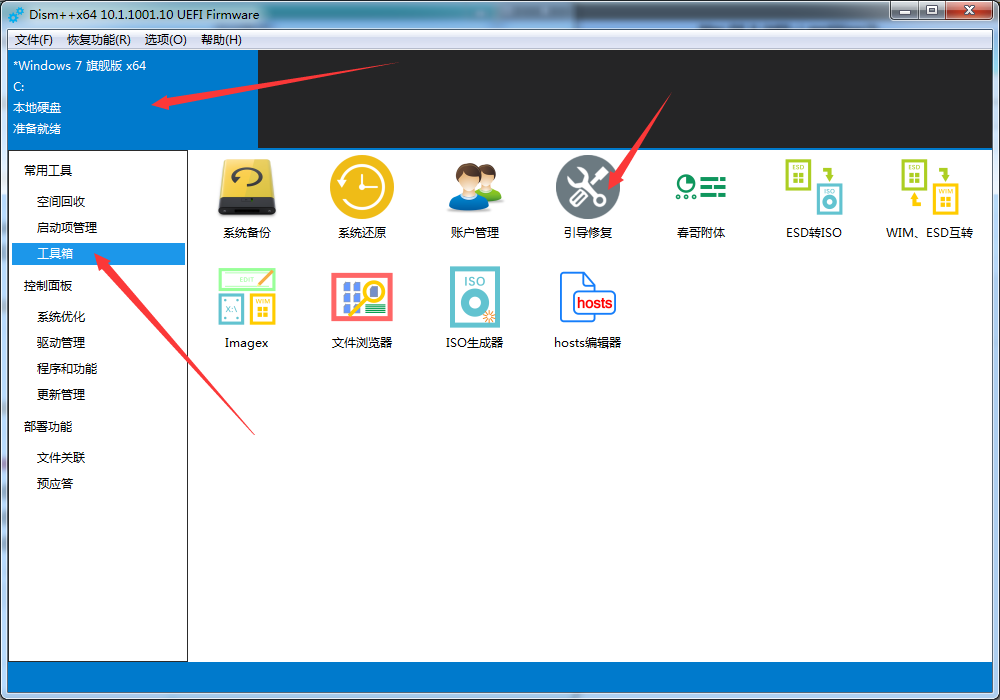 Dism++x64 10.1.1001.10 UEFI Firmware
文件(F) 恢复功能(R) 选项(O) 帮助(H)
*Windows 7 旗舰版 x64
C:
本地硬盘
准备就绪
常用工具
空间回收
启动项管理
工具箱
控制面板
系统优化
驱动管理
程序和功能
更新管理
部署功能
文件关联
预应答
系统备份
系统还原
账户管理
引导修复
春哥附体
ESD
ISO
ESD转ISO
ESD
WIM
WIM、ESD互转
EDIT
X:\
WIM
Imagex
文件浏览器
ISO
ISO生成器
hosts
hosts编辑器